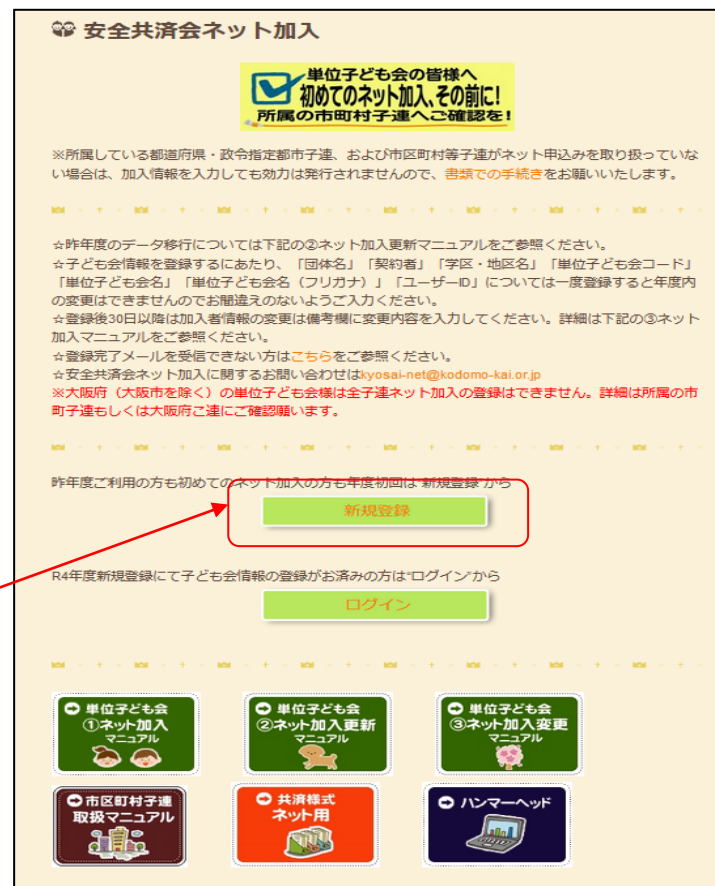 安全共済会ネット加入
単位子ども会の皆様へ
初めてのネット加入、その前に!
所属の市町村子連へご確認を!
※所属している都道府県・政令指定都市子連、および市区町村等子連がネット申込みを取り扱っていな
い場合は、加入情報を入力しても効力は発行されませんので、書類での手続きをお願いいたします。
☆昨年度のデータ移行については下記の②ネット加入更新マニュアルをご参照ください。
☆子ども会情報を登録するにあたり、「団体名」「契約者」「学区・地区名」「単位子ども会コード」
「単位子ども会名」「単位子ども会名（フリガナ）」「ユーザーID」については一度登録すると年度内
の変更はできませんのでお間違えのないようご入力ください。
☆登録後30日以降は加入者情報の変更は備考欄に変更内容を入力してください。詳細は下記の③ネット
加入マニュアルをご参照ください。
☆登録完了メールを受信できない方はこちらをご参照ください。
☆安全共済会ネット加入に関するお問い合わせはkyosai-net@kodomo-kai.or.jp
※大阪府（大阪市を除く）の単位子ども会様は全子連ネット加入の登録はできません。詳細は所属の市
町子連もしくは大阪府こ連にご確認願います。
昨年度ご利用の方も初めてのネット加入の方も年度初回は"新規登録"から
新規登録
R4年度新規登録にて子ども会情報の登録がお済みの方は"ログイン"から
ログイン
単位子ども会
①ネット加入
マニュアル
単位子ども会
②ネット加入更新
マニュアル
単位子ども会
③ネット加入変更
マニュアル
市区町村子連
取扱マニュアル
共済様式
ネット用
ハンマーヘッド